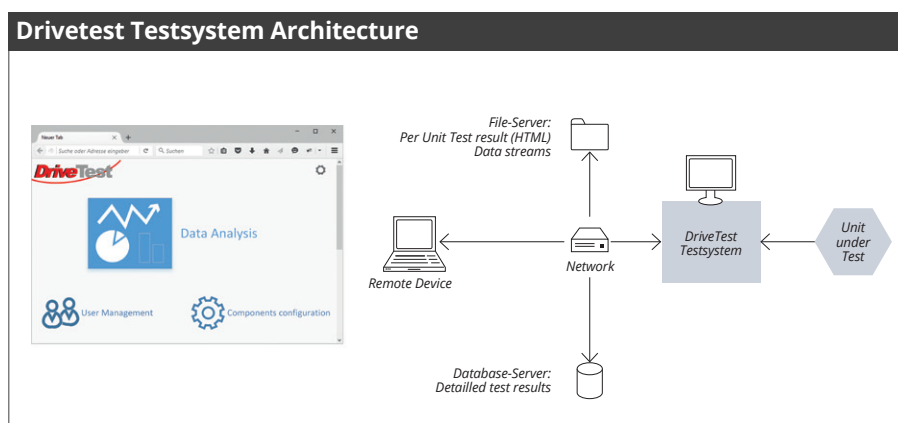 Drivetest Testsystem Architecture
Neuer Tab
Suche oder Adresse eingeben
Suchen
DriveTest
Data Analysis
User Management
Components configuration
File-Server:
Per Unit Test result (HTML)
Data streams
Remote Device
Network
DriveTest
Testsystem
Unit
under
Test
Database-Server:
Detailled test results